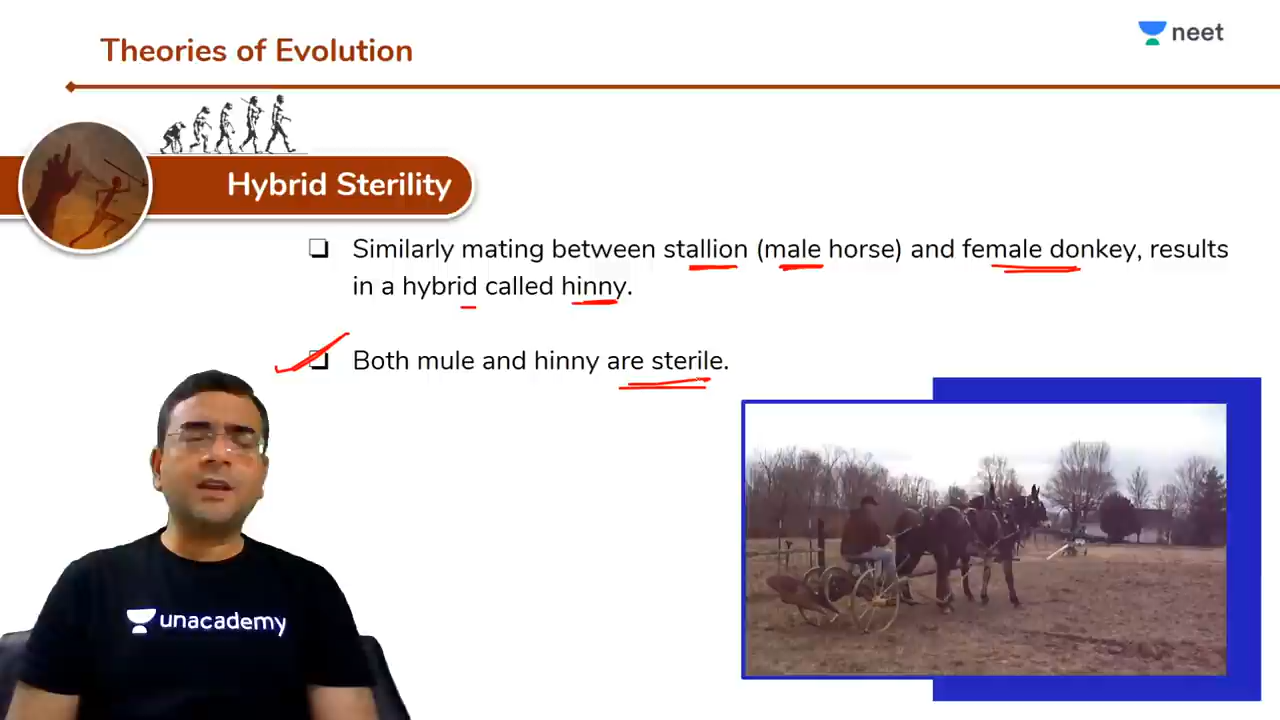 Theories of Evolution
neet
Hybrid Sterility
Similarly mating between stallion (male horse) and female donkey, results
in a hybrid called hinny.
Both mule and hinny are sterile.
unacademy